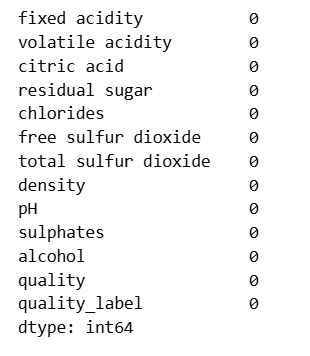 fixed acidity 0
volatile acidity 0
citric acid 0
residual sugar 0
chlorides 0
free sulfur dioxide 0
total sulfur dioxide 0
density 0
pH 0
sulphates 0
alcohol 0
quality 0
quality_label 0
dtype: int64